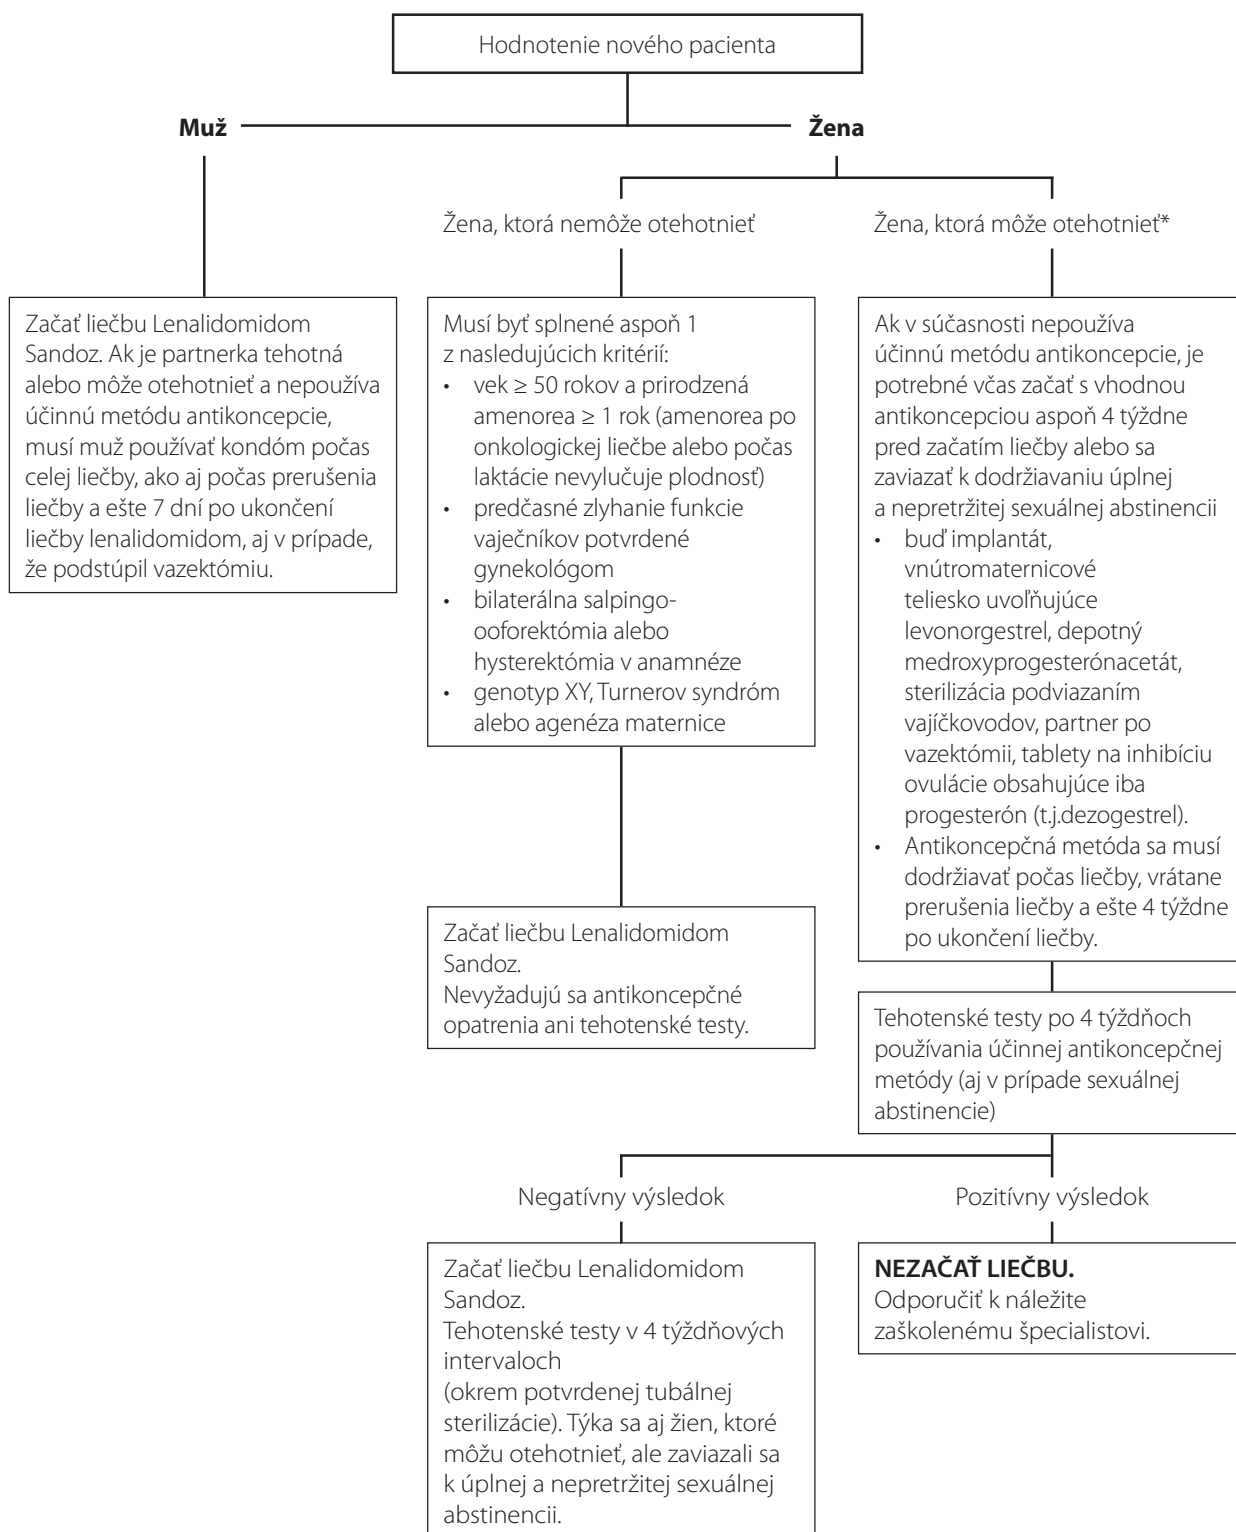 Hodnotenie nového pacienta
Muž
Žena
Žena, ktorá nemôže otehotnieť
Žena, ktorá môže otehotnieť*
Začať liečbu Lenalidomidom
Sandoz. Ak je partnerka tehotná
alebo môže otehotnieť a nepoužíva
účinnú metódu antikoncepcie,
musí muž používať kondóm počas
celej liečby, ako aj počas prerušenia
liečby a ešte 7 dní po ukončení
liečby lenalidomidom, aj v prípade,
že podstúpil vazektómiu.
Musí byť splnené aspoň 1
z nasledujúcich kritérií:
• vek ≥ 50 rokov a prirodzená
amenorea ≥ 1 rok (amenorea po
onkologickej liečbe alebo počas
laktácie nevylučuje plodnosť)
• predčasné zlyhanie funkcie
vaječníkov potvrdené
gynekológom
• bilaterálna salpingo-
ooforektómia alebo
hysterektómia v anamnéze
• genotyp XY, Turnerov syndróm
alebo agenéza maternice
Ak v súčasnosti nepoužíva
účinnú metódu antikoncepcie, je
potrebné včas začať s vhodnou
antikoncepciou aspoň 4 týždne
pred začatím liečby alebo sa
zaviazať k dodržiavaniu úplnej
a nepretržitej sexuálnej abstinencii
• buď implantát,
vnútromaternicové
teliesko uvoľňujúce
levonorgestrel, depotný
medroxyprogesterónacetát,
sterilizácia podviazaním
vajíčkovodov, partner po
vazektómii, tablety na inhibíciu
ovulácie obsahujúce iba
progesterón (t.j.dezogestrel).
• Antikoncepčná metóda sa musí
dodržiavať počas liečby, vrátane
prerušenia liečby a ešte 4 týždne
po ukončení liečby.
Začať liečbu Lenalidomidom
Sandoz.
Nevyžadujú sa antikoncepčné
opatrenia ani tehotenské testy.
Tehotenské testy po 4 týždňoch
používania účinnej antikoncepčnej
metódy (aj v prípade sexuálnej
abstinencie)
Negatívny výsledok
Pozitívny výsledok
Začať liečbu Lenalidomidom
Sandoz.
Tehotenské testy v 4 týždňových
intervaloch
(okrem potvrdenej tubálnej
sterilizácie). Týka sa aj žien, ktoré
môžu otehotnieť, ale zaviazali sa
k úplnej a nepretržitej sexuálnej
abstinencii.
NEZAČAŤ LIEČBU.
Odporučiť k náležite
zaškolenému špecialistovi.